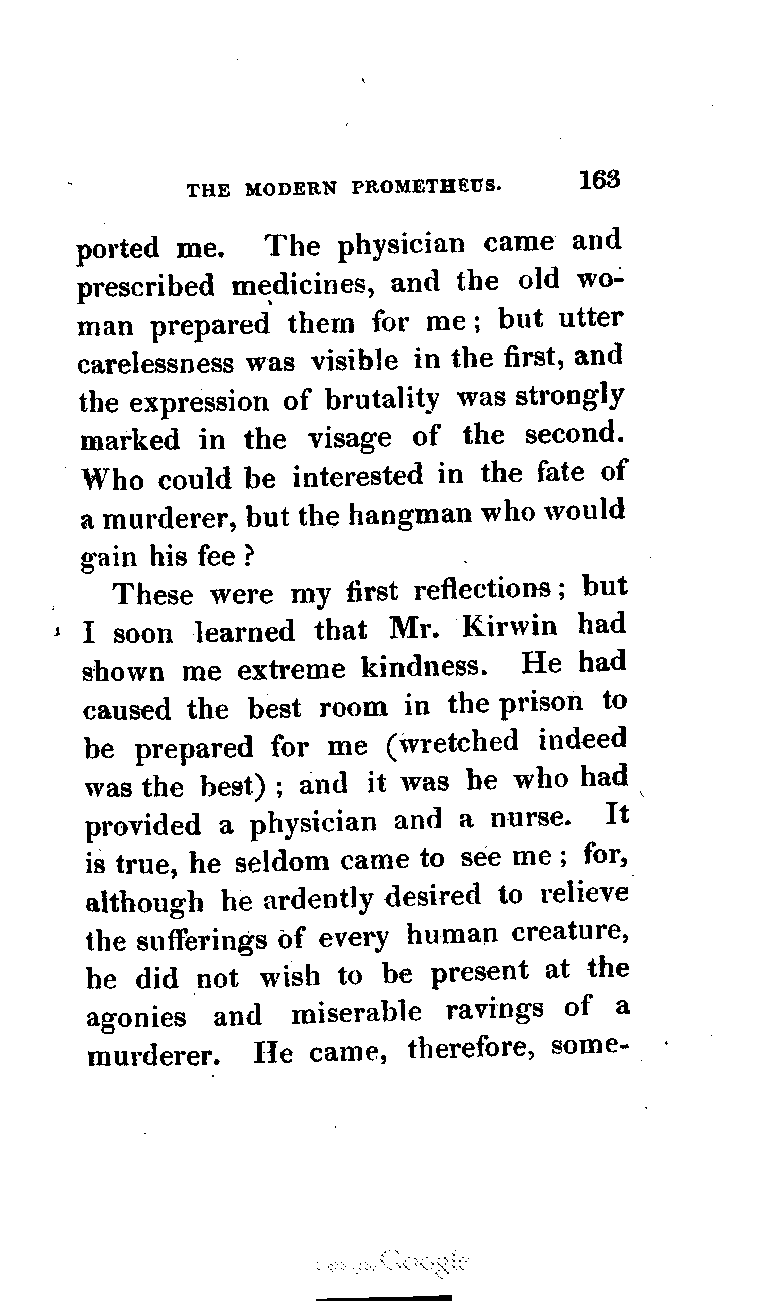 THE MODERN PROMETHEUS. 163
ported me. The physician came and
prescribed medicines, and the old wo-
man prepared them for me; but utter
carelessness was visible in the first, and
the expression of brutality was strongly
marked in the visage of the second.
Who could be interested in the fate of
a murderer, but the hangman who would
gain his fee?
These were my first reflections; but
I soon learned that Mr. Kirwin had
shown me extreme kindness. He had
caused the best room in the prison to
be prepared for me (wretched indeed
was the best); and it was he who had
provided a physician and a nurse. It
is true, he seldom came to see me; for,
although he ardently desired to relieve
the sufferings of every human creature,
he did not wish to be present at the
agonies and miserable ravings of a
murderer. He came, therefore, some-
Google